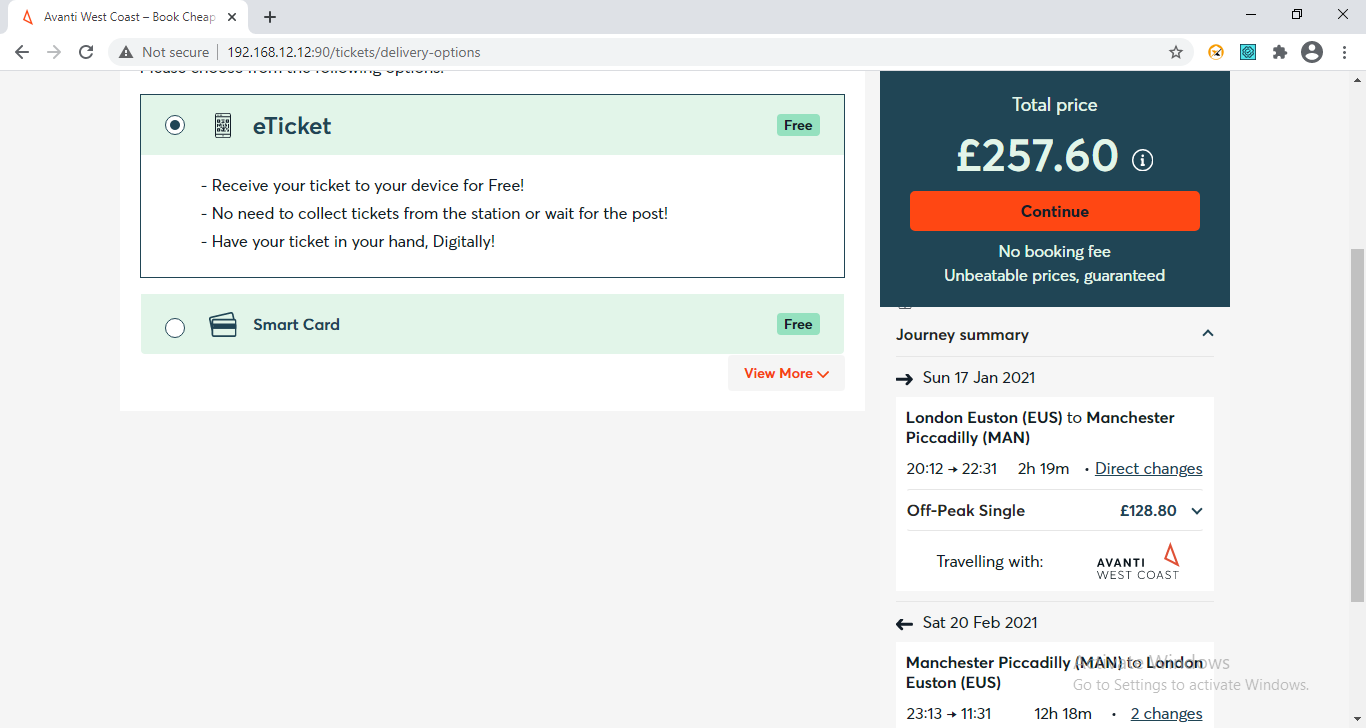 Avanti West Coast – Book Cheap
Not secure
192.168.12.12:90/tickets/delivery-options
Please choose from the following options:
eTicket
Free
- Receive your ticket to your device for Free!
- No need to collect tickets from the station or wait for the post!
- Have your ticket in your hand, Digitally!
Smart Card
Free
View More
Total price
£257.60
Continue
No booking fee
Unbeatable prices, guaranteed
Journey summary
Sun 17 Jan 2021
London Euston (EUS) to Manchester
Piccadilly (MAN)
20:12 → 22:31 2h 19m · Direct changes
Off-Peak Single £128.80
Travelling with:
AVANTI
WEST COAST
Sat 20 Feb 2021
Manchester Piccadilly (MAN) to London
Euston (EUS)
23:13 → 11:31 12h 18m · 2 changes
Activate Windows
Go to Settings to activate Windows.